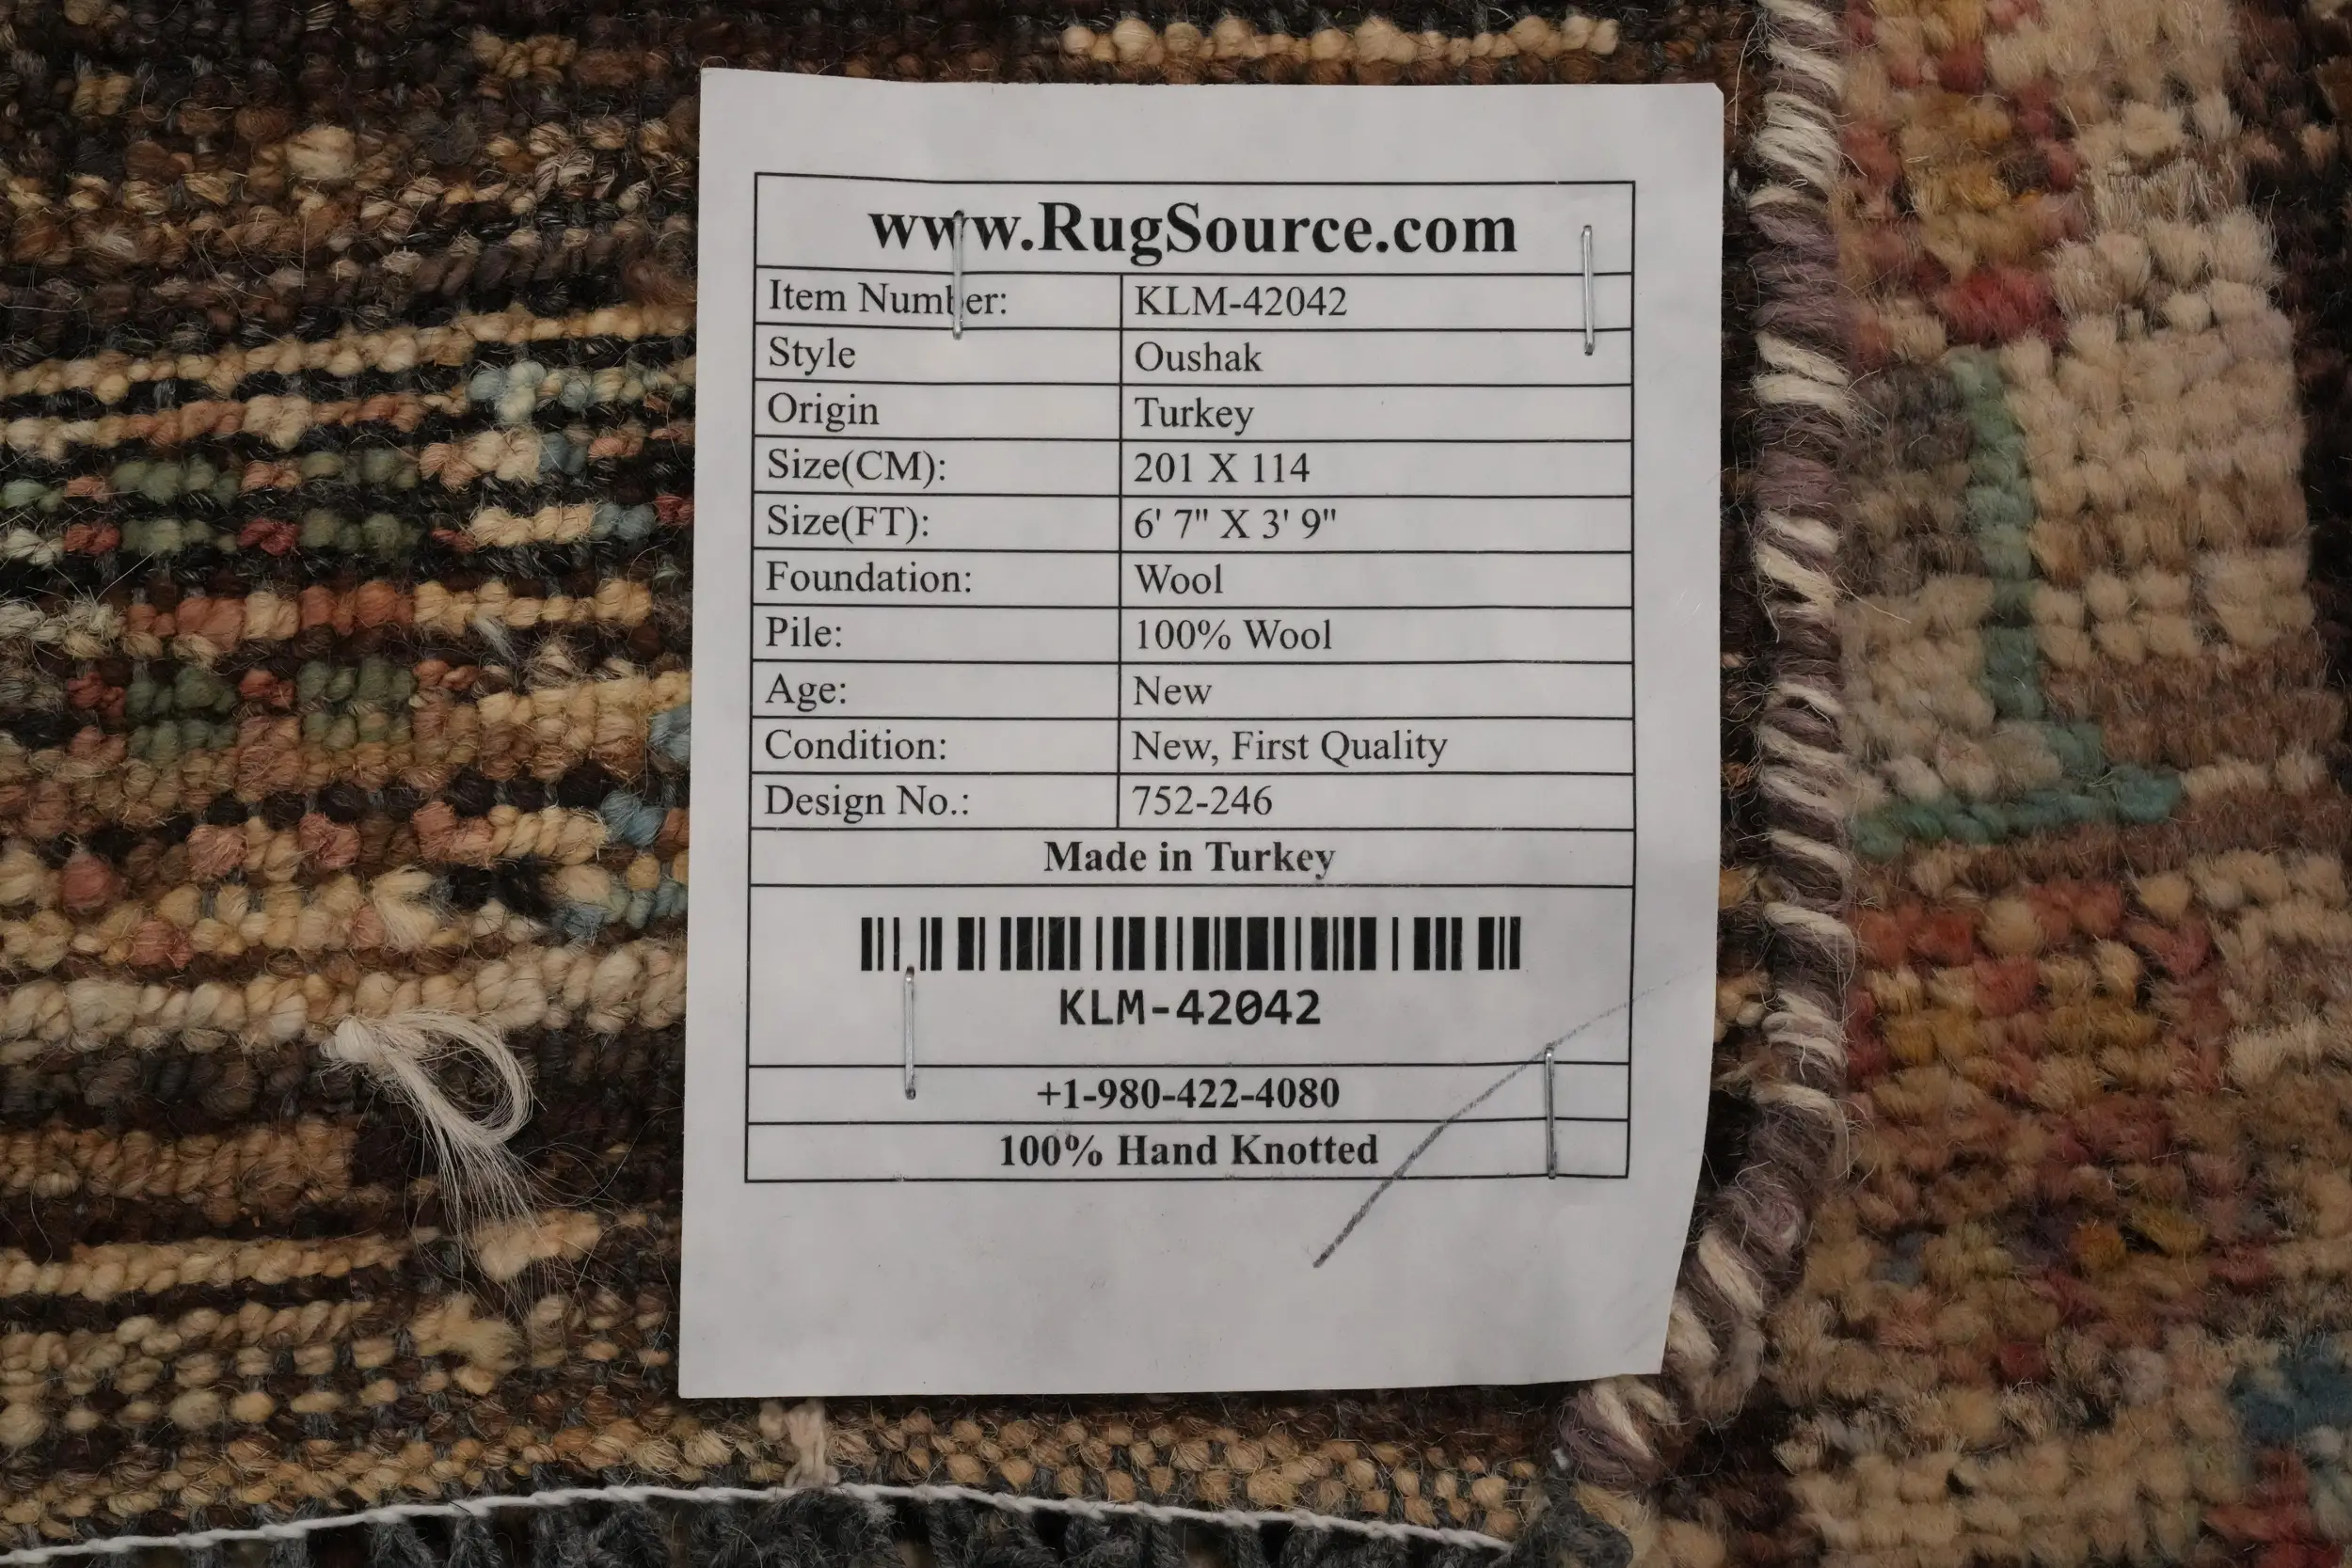 www.RugSource.com
Item Number: KLM-42042
Style Oushak
Origin Turkey
Size(CM): 201 X 114
Size(FT): 6' 7" X 3' 9"
Foundation: Wool
Pile: 100% Wool
Age: New
Condition: New, First Quality
Design No.: 752-246
Made in Turkey
KLM-42042
+1-980-422-4080
100% Hand Knotted